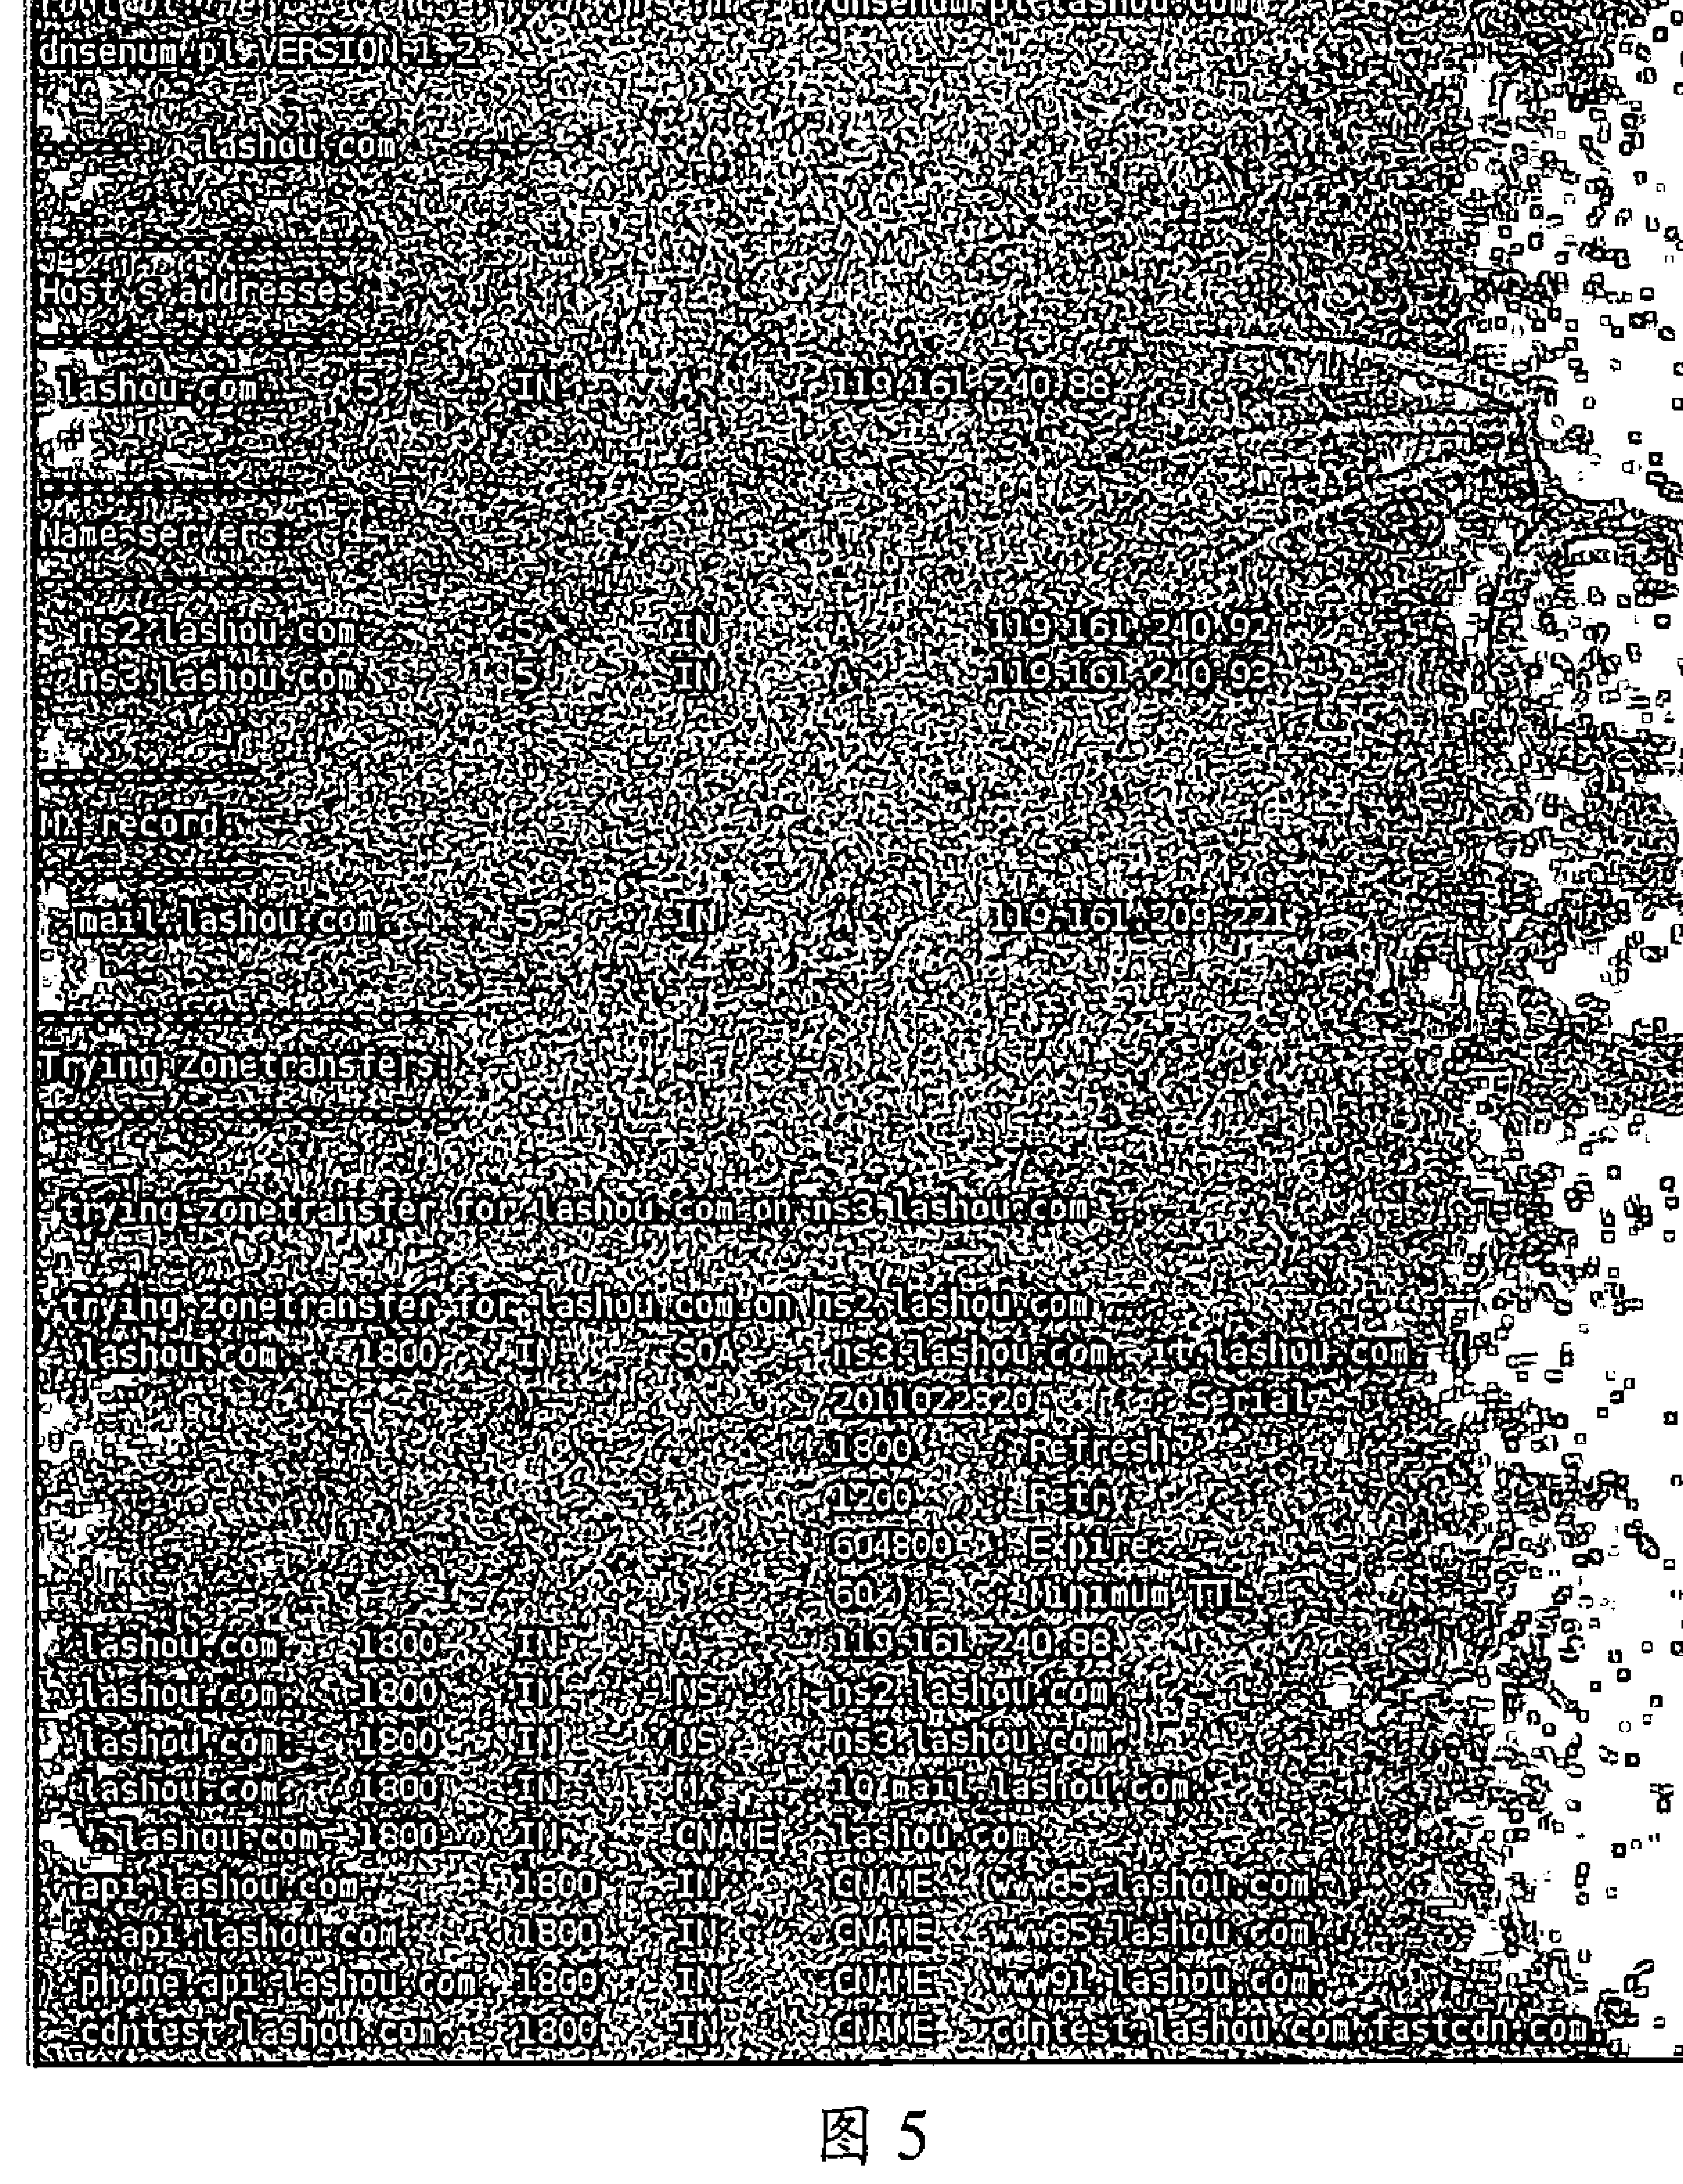 dnsenum.pl VERSION:1.2
----- lashou.com -----
Host's addresses:
lashou.com. 5 IN A 119.161.240.88
Name servers:
ns2.lashou.com 5 IN A 119.161.240.92
ns3.lashou.com. 5 IN A 119.161.240.93
MX record:
mail.lashou.com. 5 IN A 119.161.209.221
Trying Zonetransfers:
trying zonetransfer for lashou.com on ns3.lashou.com
trying zonetransfer for lashou.com on ns2.lashou.com
lashou.com. 1800 IN SOA ns3.lashou.com. it.lashou.com. (
2011022820 ; Serial
1800 ; Refresh
1200 ; Retry
604800 ; Expire
60 ) ; Minimum TTL
lashou.com. 1800 IN A 119.161.240.88
lashou.com. 1800 IN NS ns2.lashou.com.
lashou.com. 1800 IN NS ns3.lashou.com.
lashou.com. 1800 IN MX 10 mail.lashou.com.
lashou.com. 1800 IN CNAME lashou.com.
api.lashou.com. 1800 IN CNAME www85.lashou.com.
api.lashou.com. 1800 IN CNAME www85.lashou.com.
phone.api.lashou.com. 1800 IN CNAME www91.lashou.com.
cdntest.lashou.com. 1800 IN CNAME cdntest.lashou.com.fastcdn.com.
图 5